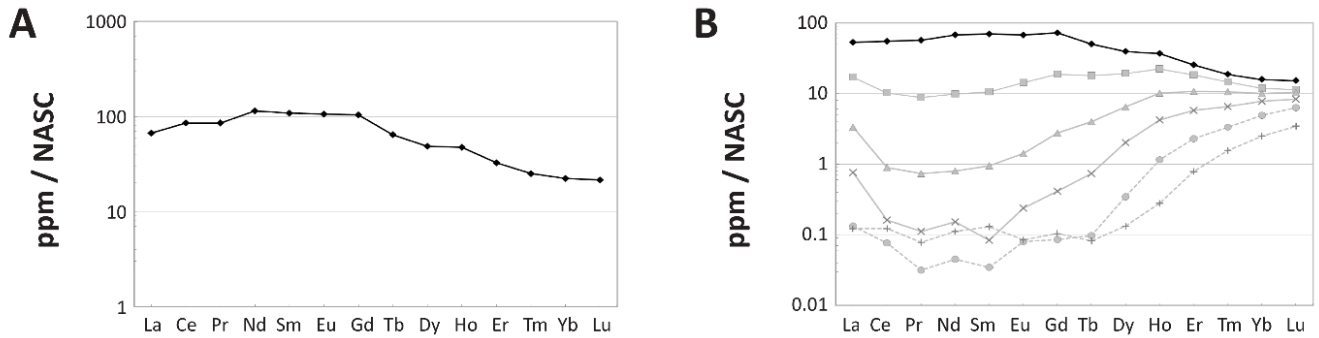 A
ppm / NASC
1000
100
10
1
La Ce Pr Nd Sm Eu Gd Tb Dy Ho Er Tm Yb Lu
B
ppm / NASC
100
10
1
0.1
0.01
La Ce Pr Nd Sm Eu Gd Tb Dy Ho Er Tm Yb Lu